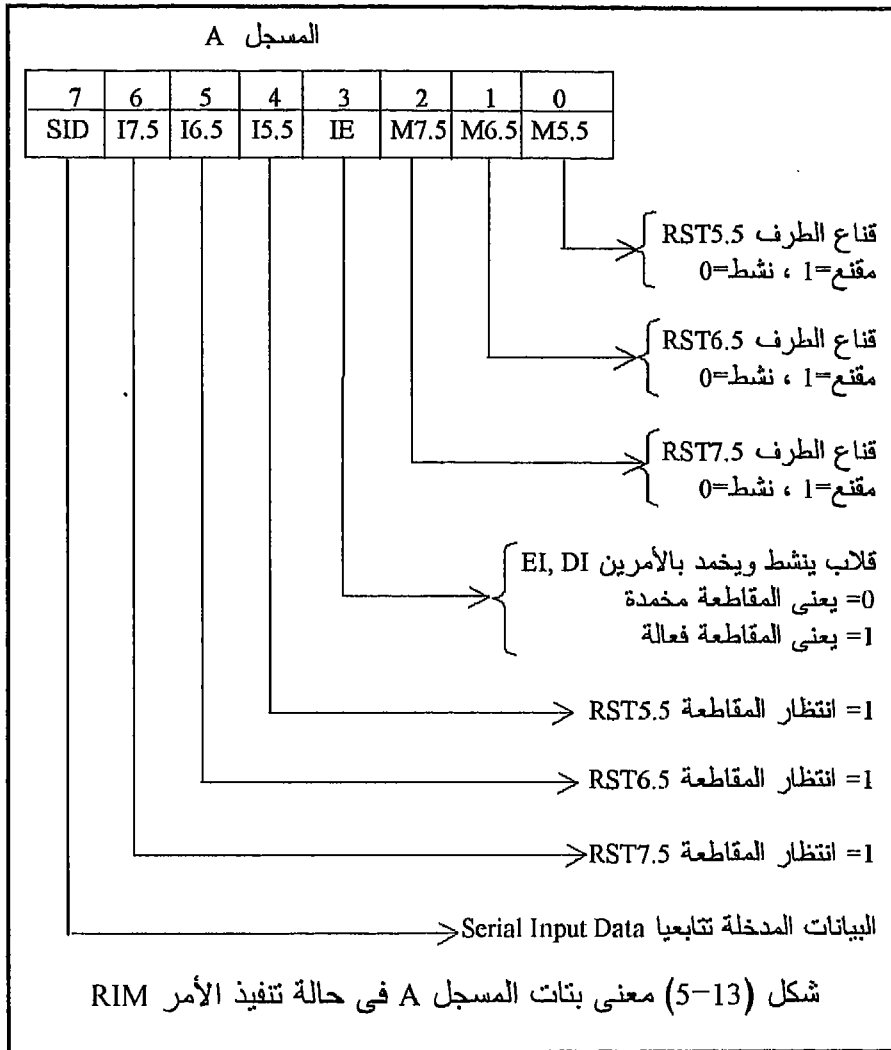 المسجل A
7 6 5 4 3 2 1 0
SID I7.5 I6.5 I5.5 IE M7.5 M6.5 M5.5
قناع الطرف RST5.5
مقنع=1 ، نشط=0
قناع الطرف RST6.5
مقنع=1 ، نشط=0
قناع الطرف RST7.5
مقنع=1 ، نشط=0
قلاب ينشط ويخمد بالأمرين EI, DI
0= يعنى المقاطعة مخمدة
1= يعنى المقاطعة فعالة
1= انتظار المقاطعة RST5.5
1= انتظار المقاطعة RST6.5
1= انتظار المقاطعة RST7.5
البيانات المدخلة تتابعيا Serial Input Data
شكل (5-13) معنى بتات المسجل A فى حالة تنفيذ الأمر RIM